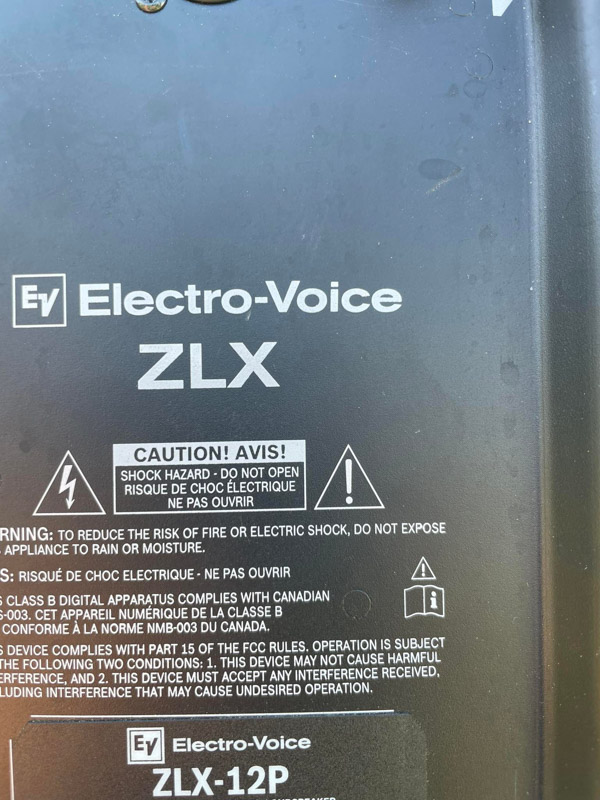 EV Electro-Voice
ZLX
CAUTION! AVIS!
SHOCK HAZARD - DO NOT OPEN
RISQUE DE CHOC ÉLECTRIQUE
NE PAS OUVRIR
RNING: TO REDUCE THE RISK OF FIRE OR ELECTRIC SHOCK, DO NOT EXPOSE
APPLIANCE TO RAIN OR MOISTURE.
S: RISQUÉ DE CHOC ELECTRIQUE - NE PAS OUVRIR
S CLASS B DIGITAL APPARATUS COMPLIES WITH CANADIAN
S-003. CET APPAREIL NUMÉRIQUE DE LA CLASSE B
CONFORME À LA NORME NMB-003 DU CANADA.
S DEVICE COMPLIES WITH PART 15 OF THE FCC RULES. OPERATION IS SUBJECT
THE FOLLOWING TWO CONDITIONS: 1. THIS DEVICE MAY NOT CAUSE HARMFUL
ERFERENCE, AND 2. THIS DEVICE MUST ACCEPT ANY INTERFERENCE RECEIVED,
LUDING INTERFERENCE THAT MAY CAUSE UNDESIRED OPERATION.
EV Electro-Voice
ZLX-12P